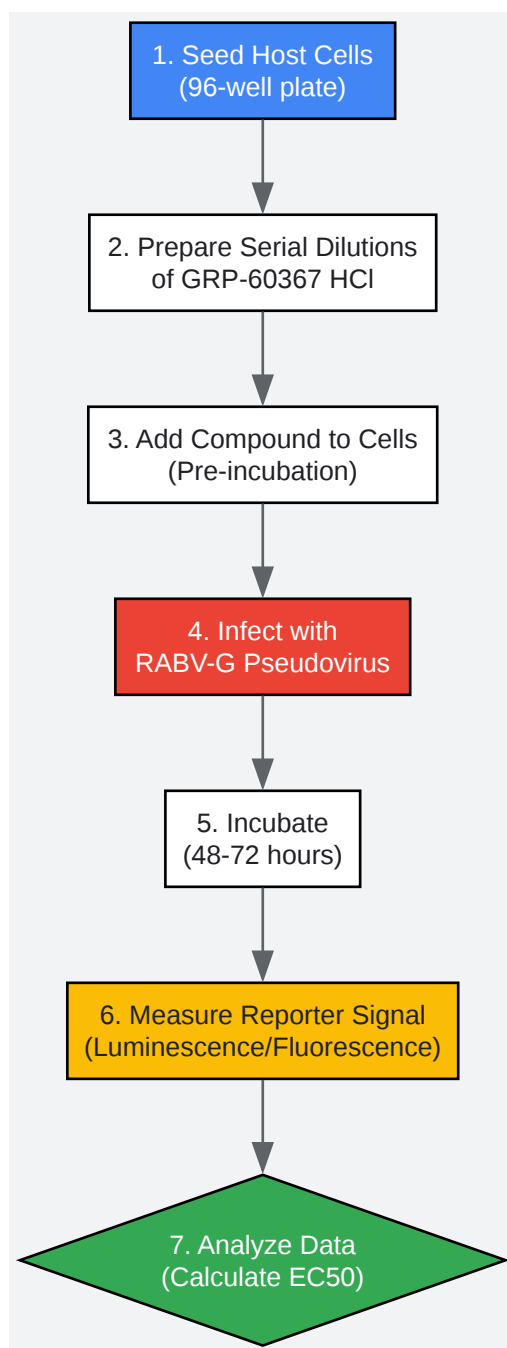 1. Seed Host Cells
(96-well plate)
2. Prepare Serial Dilutions
of GRP-60367 HCl
3. Add Compound to Cells
(Pre-incubation)
4. Infect with
RABV-G Pseudovirus
5. Incubate
(48-72 hours)
6. Measure Reporter Signal
(Luminescence/Fluorescence)
7. Analyze Data
(Calculate EC50)